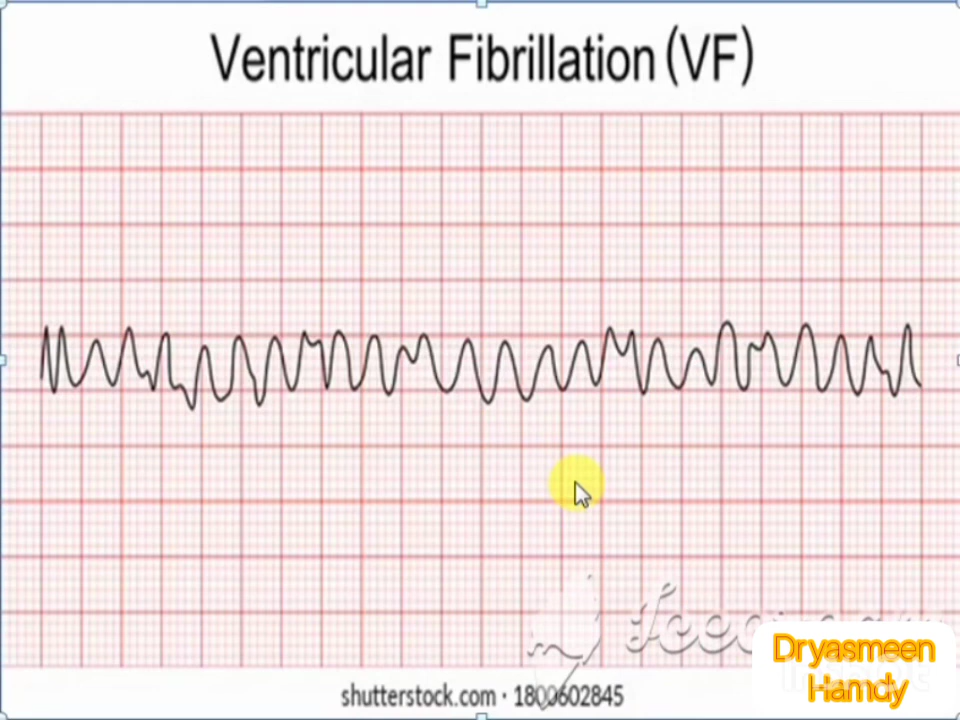 Ventricular Fibrillation (VF)
shutterstock.com · 1800602845
Dryasmeen
Hamdy